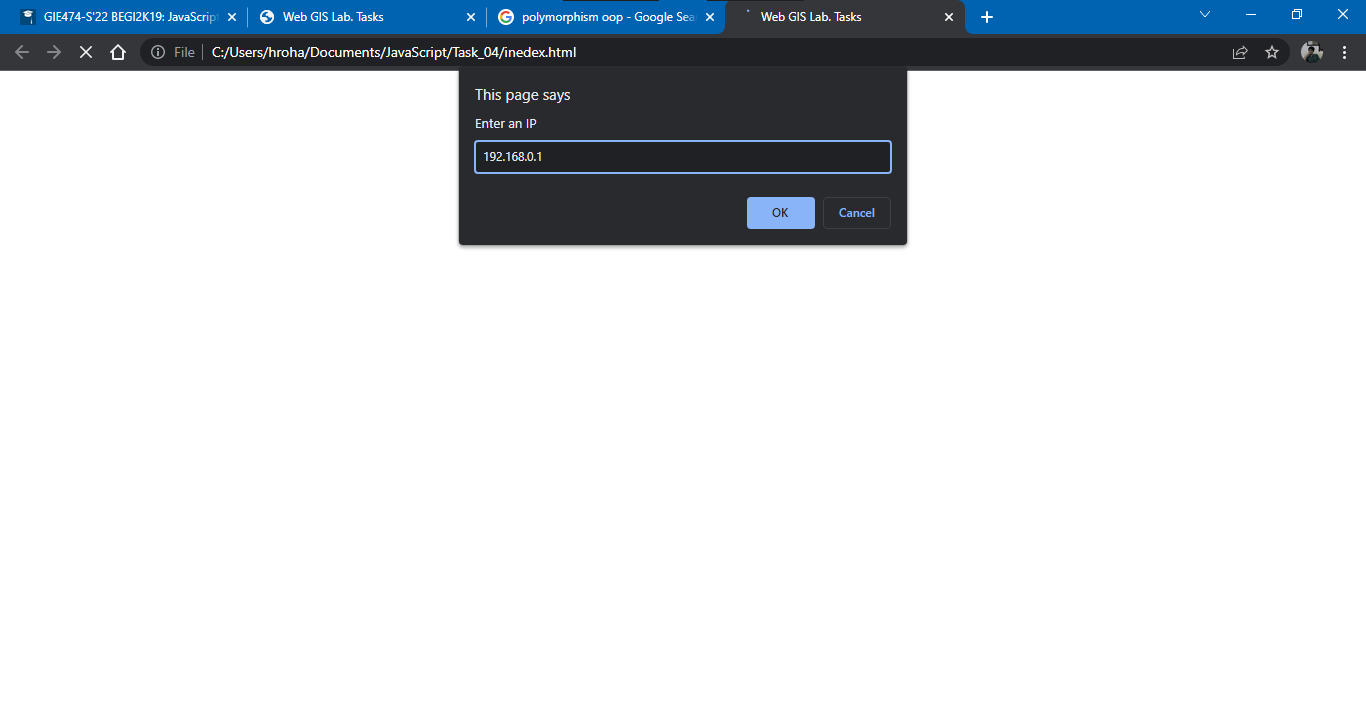 GIE474-S'22 BEGI2K19: JavaScript
Web GIS Lab. Tasks
polymorphism oop - Google Sea
Web GIS Lab. Tasks
File
C:/Users/hroha/Documents/JavaScript/Task_04/inedex.html
This page says
Enter an IP
192.168.0.1
OK
Cancel